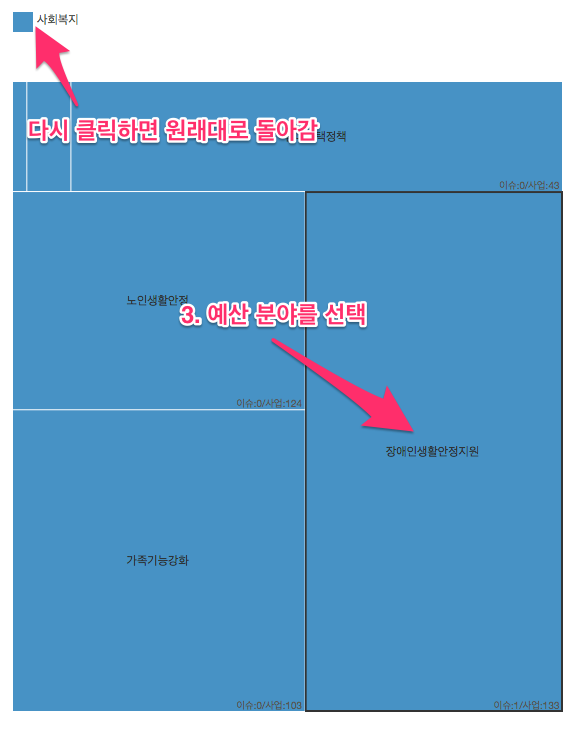 사회복지
다시 클릭하면 원래대로 돌아감
택정책
이슈:0/사업:43
노인생활안정
3. 예산 분야를 선택
이슈:0/사업:124
장애인생활안정지원
가족기능강화
이슈:0/사업:103
이슈:1/사업:133